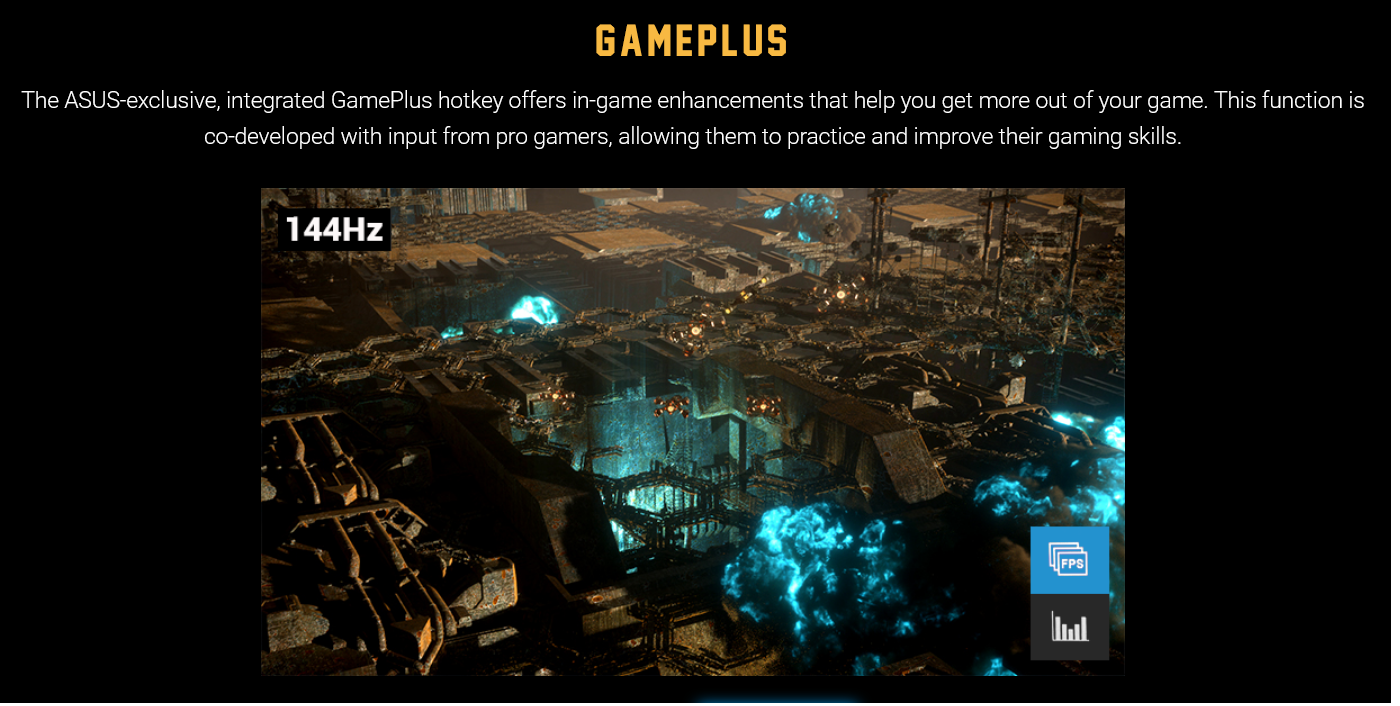 GAMEPLUS
The ASUS-exclusive, integrated GamePlus hotkey offers in-game enhancements that help you get more out of your game. This function is
co-developed with input from pro gamers, allowing them to practice and improve their gaming skills.
144Hz
FPS